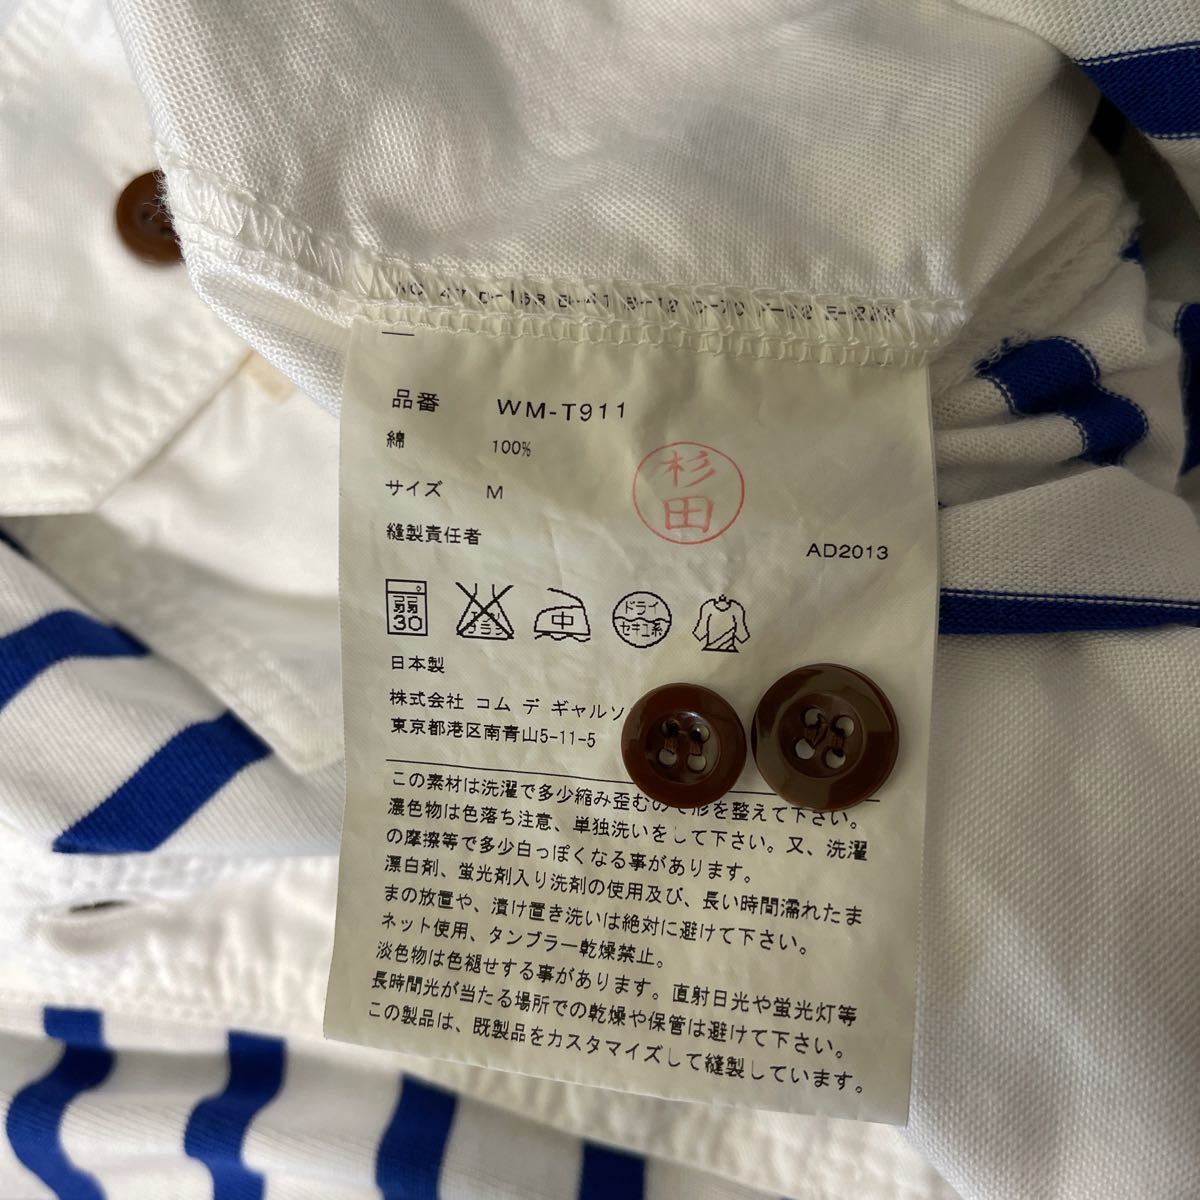 品番 WM-T911
綿 100%
杉田
サイズ M
縫製責任者
AD2013
弱
30
エンソ
サラシ
中
ドライ
セキユ系
日本製
株式会社 コム デ ギャルソ
東京都港区南青山5-11-5
この素材は洗濯で多少縮み歪むので形を整えて下さい。
濃色物は色落ち注意、単独洗いをして下さい。又、洗濯
の摩擦等で多少白っぽくなる事があります。
漂白剤、蛍光剤入り洗剤の使用及び、長い時間濡れたま
まの放置や、漬け置き洗いは絶対に避けて下さい。
ネット使用、タンブラー乾燥禁止。
淡色物は色褪せする事があります。直射日光や蛍光灯等
長時間光が当たる場所での乾燥や保管は避けて下さい。
この製品は、既製品をカスタマイズして縫製しています。